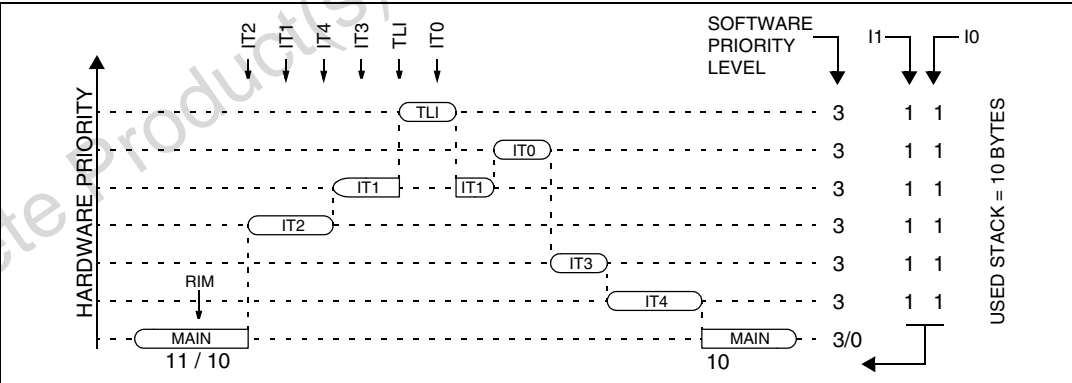 IT2
IT1
IT4
IT3
TLI
IT0
SOFTWARE
PRIORITY
LEVEL
I1
I0
HARDWARE PRIORITY
TLI
3
1 1
IT0
3
1 1
IT1
IT1
3
1 1
IT2
3
1 1
IT3
3
1 1
RIM
IT4
3
1 1
MAIN
MAIN
3/0
11 / 10
10
USED STACK = 10 BYTES
ete Product(s)